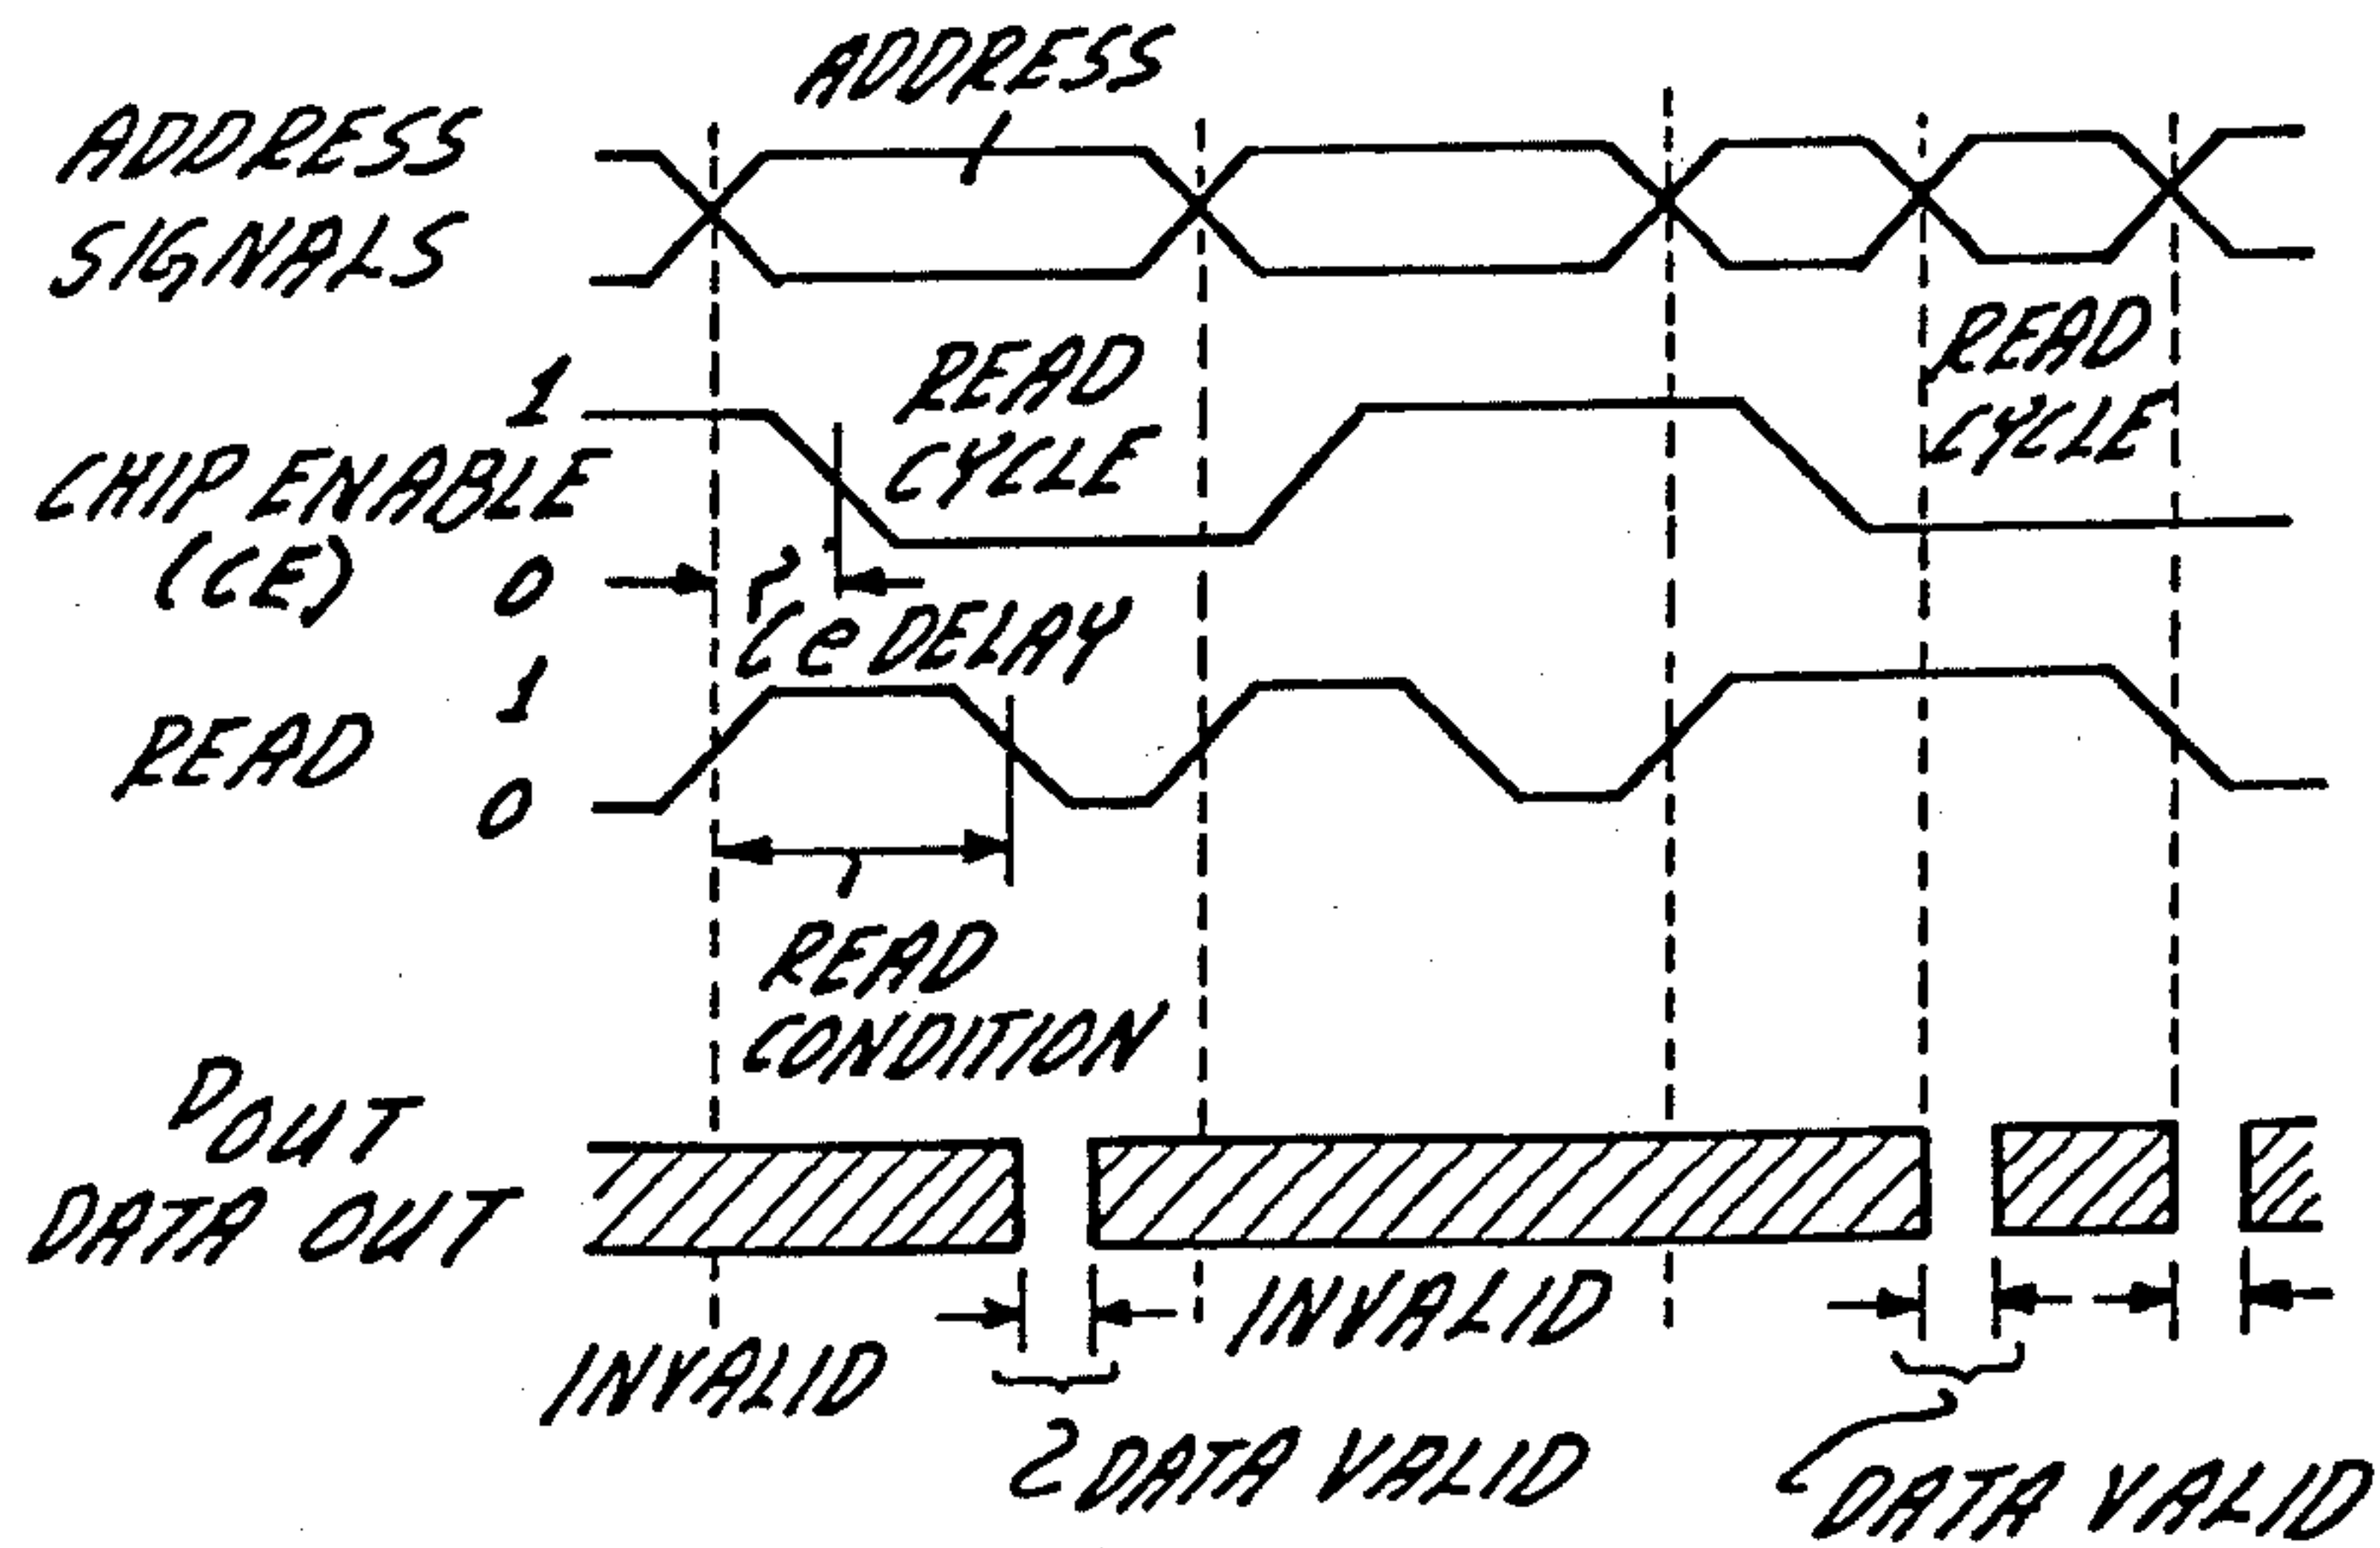 ADDRESS
ADDRESS
SIGNALS
READ
CYCLE
READ
CYCLE
1
CHIP ENABLE
(CE)
0
DELAY
1
READ
0
READ
CONDITION
DOUT
DATA OUT
INVALID
INVALID
DATA VALID
DATA VALID